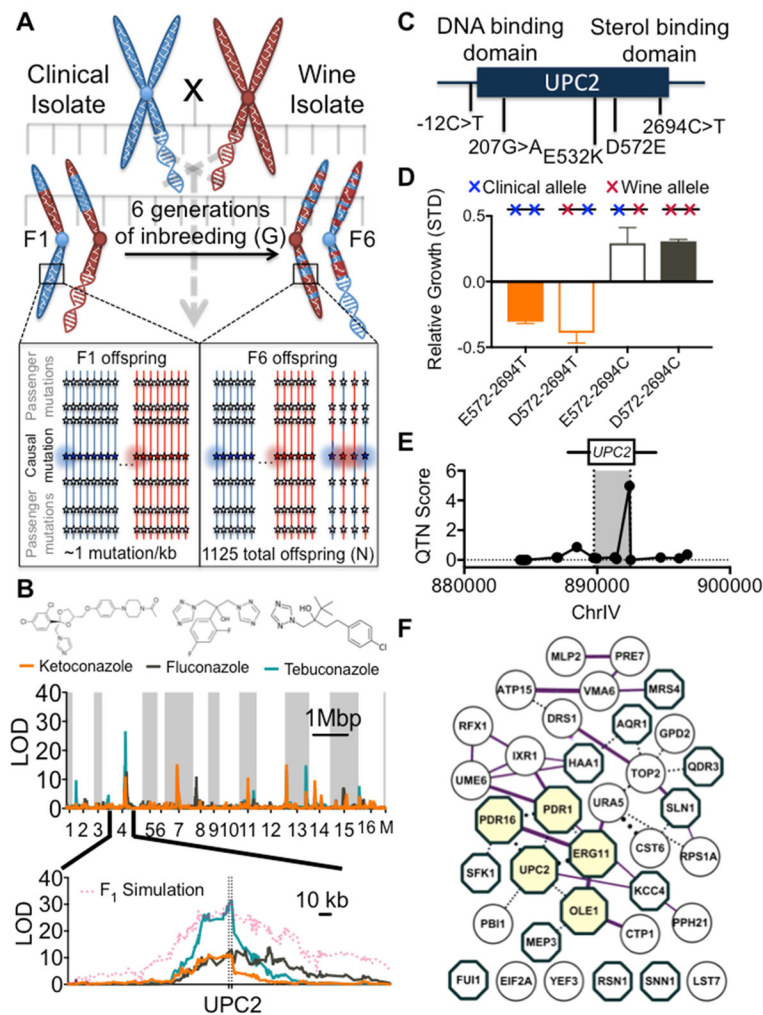 A
Clinical
Isolate
X
Wine
Isolate
F1
6 generations
of inbreeding (G)
F6
F1 offspring
F6 offspring
Passenger
mutations
Causal
mutation
Passenger
mutations
...
...
~1 mutation/kb
1125 total offspring (N)
B
Ketoconazole
Fluconazole
Tebuconazole
LOD
40
30
20
10
0
1Mbp
1 2 3 4 56 7 8 9 1011 12 13 14 15 16 M
F1 Simulation
10 kb
LOD
40
30
20
10
0
UPC2
C
DNA binding
domain
Sterol binding
domain
UPC2
-12C>T
207G>A
E532K
D572E
2694C>T
D
Clinical allele
Wine allele
Relative Growth (STD)
0.5
0.0
-0.5
E572-2694T
D572-2694T
E572-2694C
D572-2694C
E
UPC2
QTN Score
6
4
2
0
880000
890000
900000
ChrIV
F
MLP2
PRE7
ATP15
VMA6
MRS4
DRS1
RFX1
AQR1
GPD2
IXR1
HAA1
TOP2
QDR3
UME6
PDR1
URA5
SLN1
PDR16
ERG11
CST6
RPS1A
SFK1
UPC2
KCC4
PBI1
OLE1
PPH21
MEP3
CTP1
FUI1
EIF2A
YEF3
RSN1
SNN1
LST7